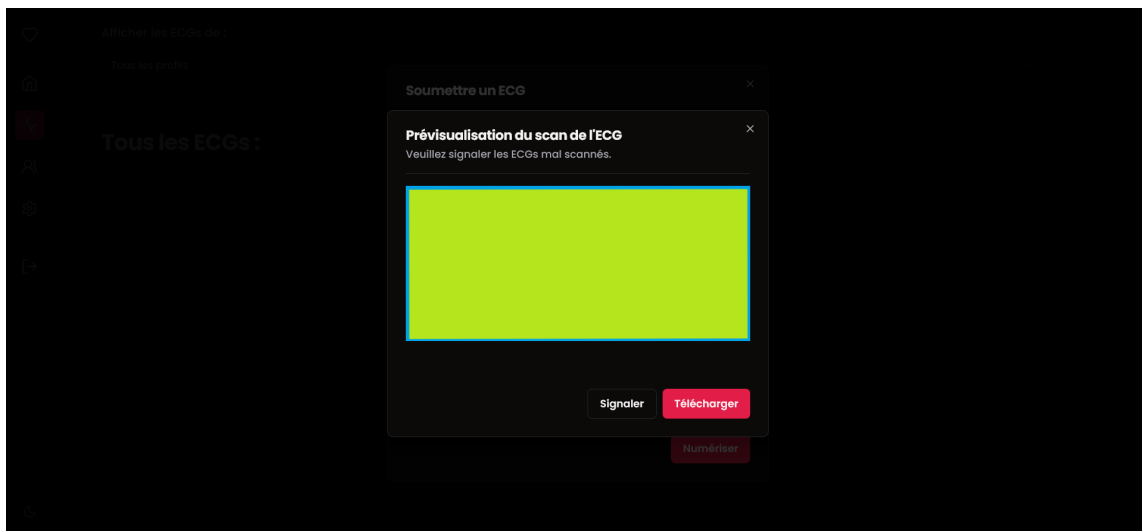 Afficher les ECGs de :
Tous les profils
Soumettre un ECG
Tous les ECGs :
Prévisualisation du scan de l'ECG
Veuillez signaler les ECGs mal scannés.
Signaler
Télécharger
Numériser